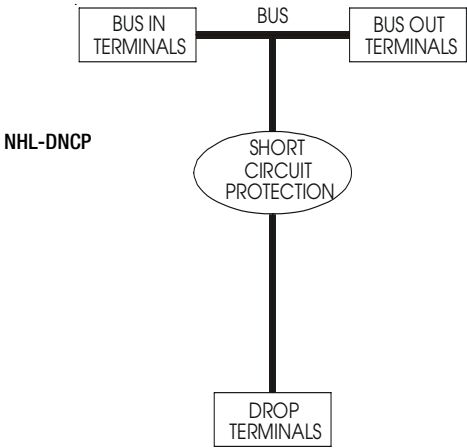 BUS IN
TERMINALS
BUS
BUS OUT
TERMINALS
NHL-DNCP
SHORT
CIRCUIT
PROTECTION
DROP
TERMINALS